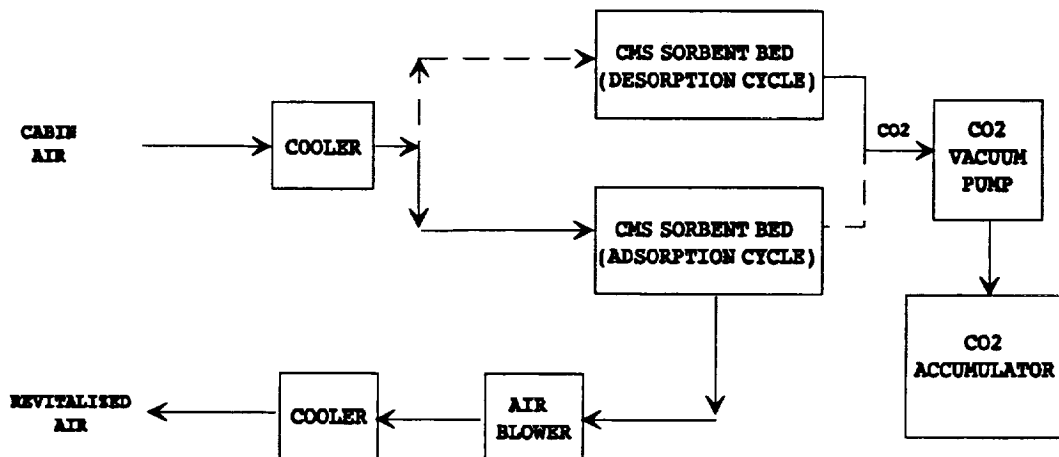 CMS SORBENT BED
(DESORPTION CYCLE)
CABIN
AIR
COOLER
CO2
CO2
VACUUM
PUMP
CMS SORBENT BED
(ADSORPTION CYCLE)
CO2
ACCUMULATOR
REVITALISED
AIR
COOLER
AIR
BLOWER